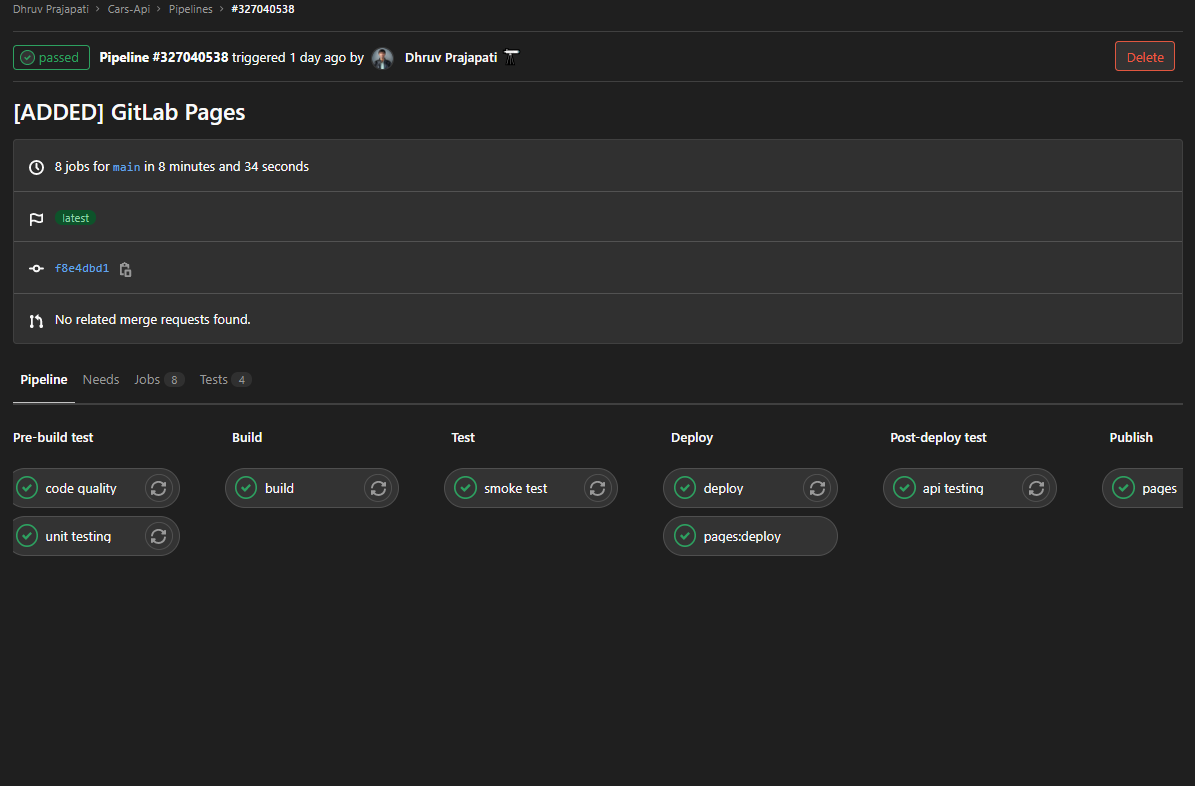 Dhruv Prajapati › Cars-Api › Pipelines › #327040538
passed Pipeline #327040538 triggered 1 day ago by Dhruv Prajapati
Delete
[ADDED] GitLab Pages
8 jobs for main in 8 minutes and 34 seconds
latest
f8e4dbd1
No related merge requests found.
Pipeline Needs Jobs 8 Tests 4
Pre-build test Build Test Deploy Post-deploy test Publish
code quality build smoke test deploy api testing pages
unit testing pages:deploy